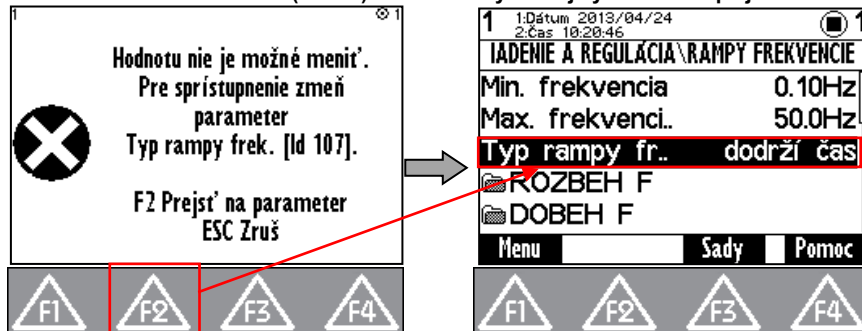 1
1
Hodnotu nie je možné meniť.
Pre sprístupnenie zmeň
parameter
Typ rampy frek. [Id 107].
F2 Prejsť na parameter
ESC Zruš
F1 F2 F3 F4
1 1:Dátum 2013/04/24 1
2:Čas 10:20:46
IADENIE A REGULÁCIA\RAMPY FREKVENCIE
Min. frekvencia 0.10Hz
Max. frekvenci.. 50.0Hz
Typ rampy fr.. dodrží čas
ROZBEH F
DOBEH F
Menu Sady Pomoc
F1 F2 F3 F4